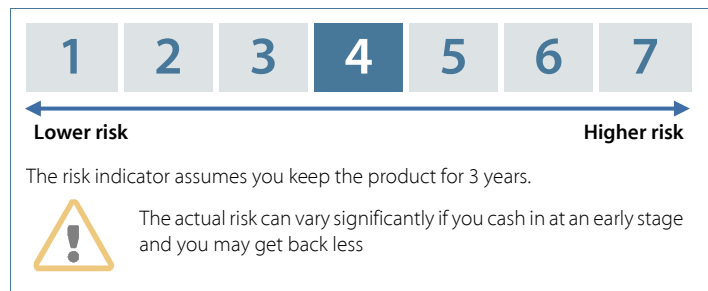 1 2 3 4 5 6 7
Lower risk Higher risk
The risk indicator assumes you keep the product for 3 years.
The actual risk can vary significantly if you cash in at an early stage
and you may get back less